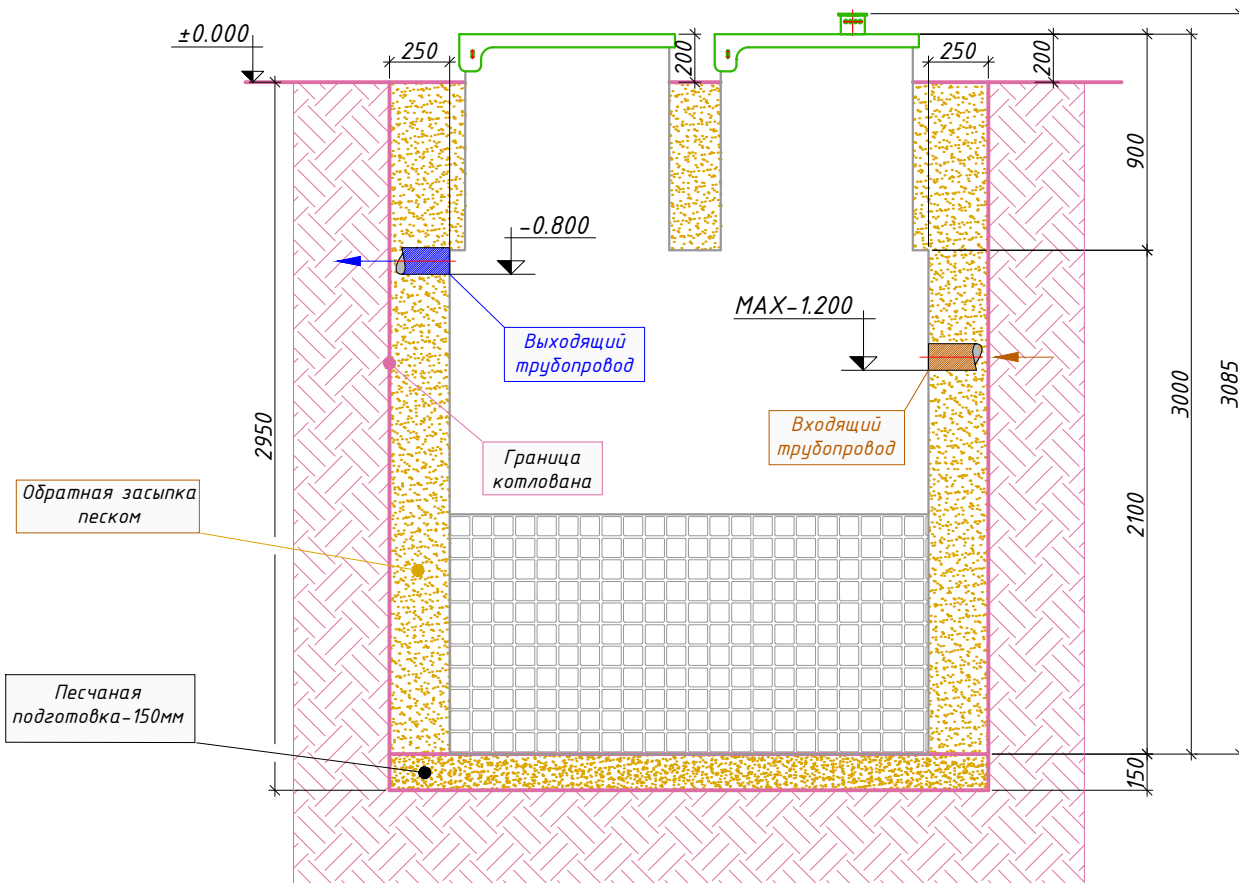 ±0.000
250
200
250
200
900
-0.800
MAX-1.200
Выходящий
трубопровод
Входящий
трубопровод
3085
3000
2950
Граница
котлована
Обратная засыпка
песком
2100
Песчаная
подготовка-150мм
150